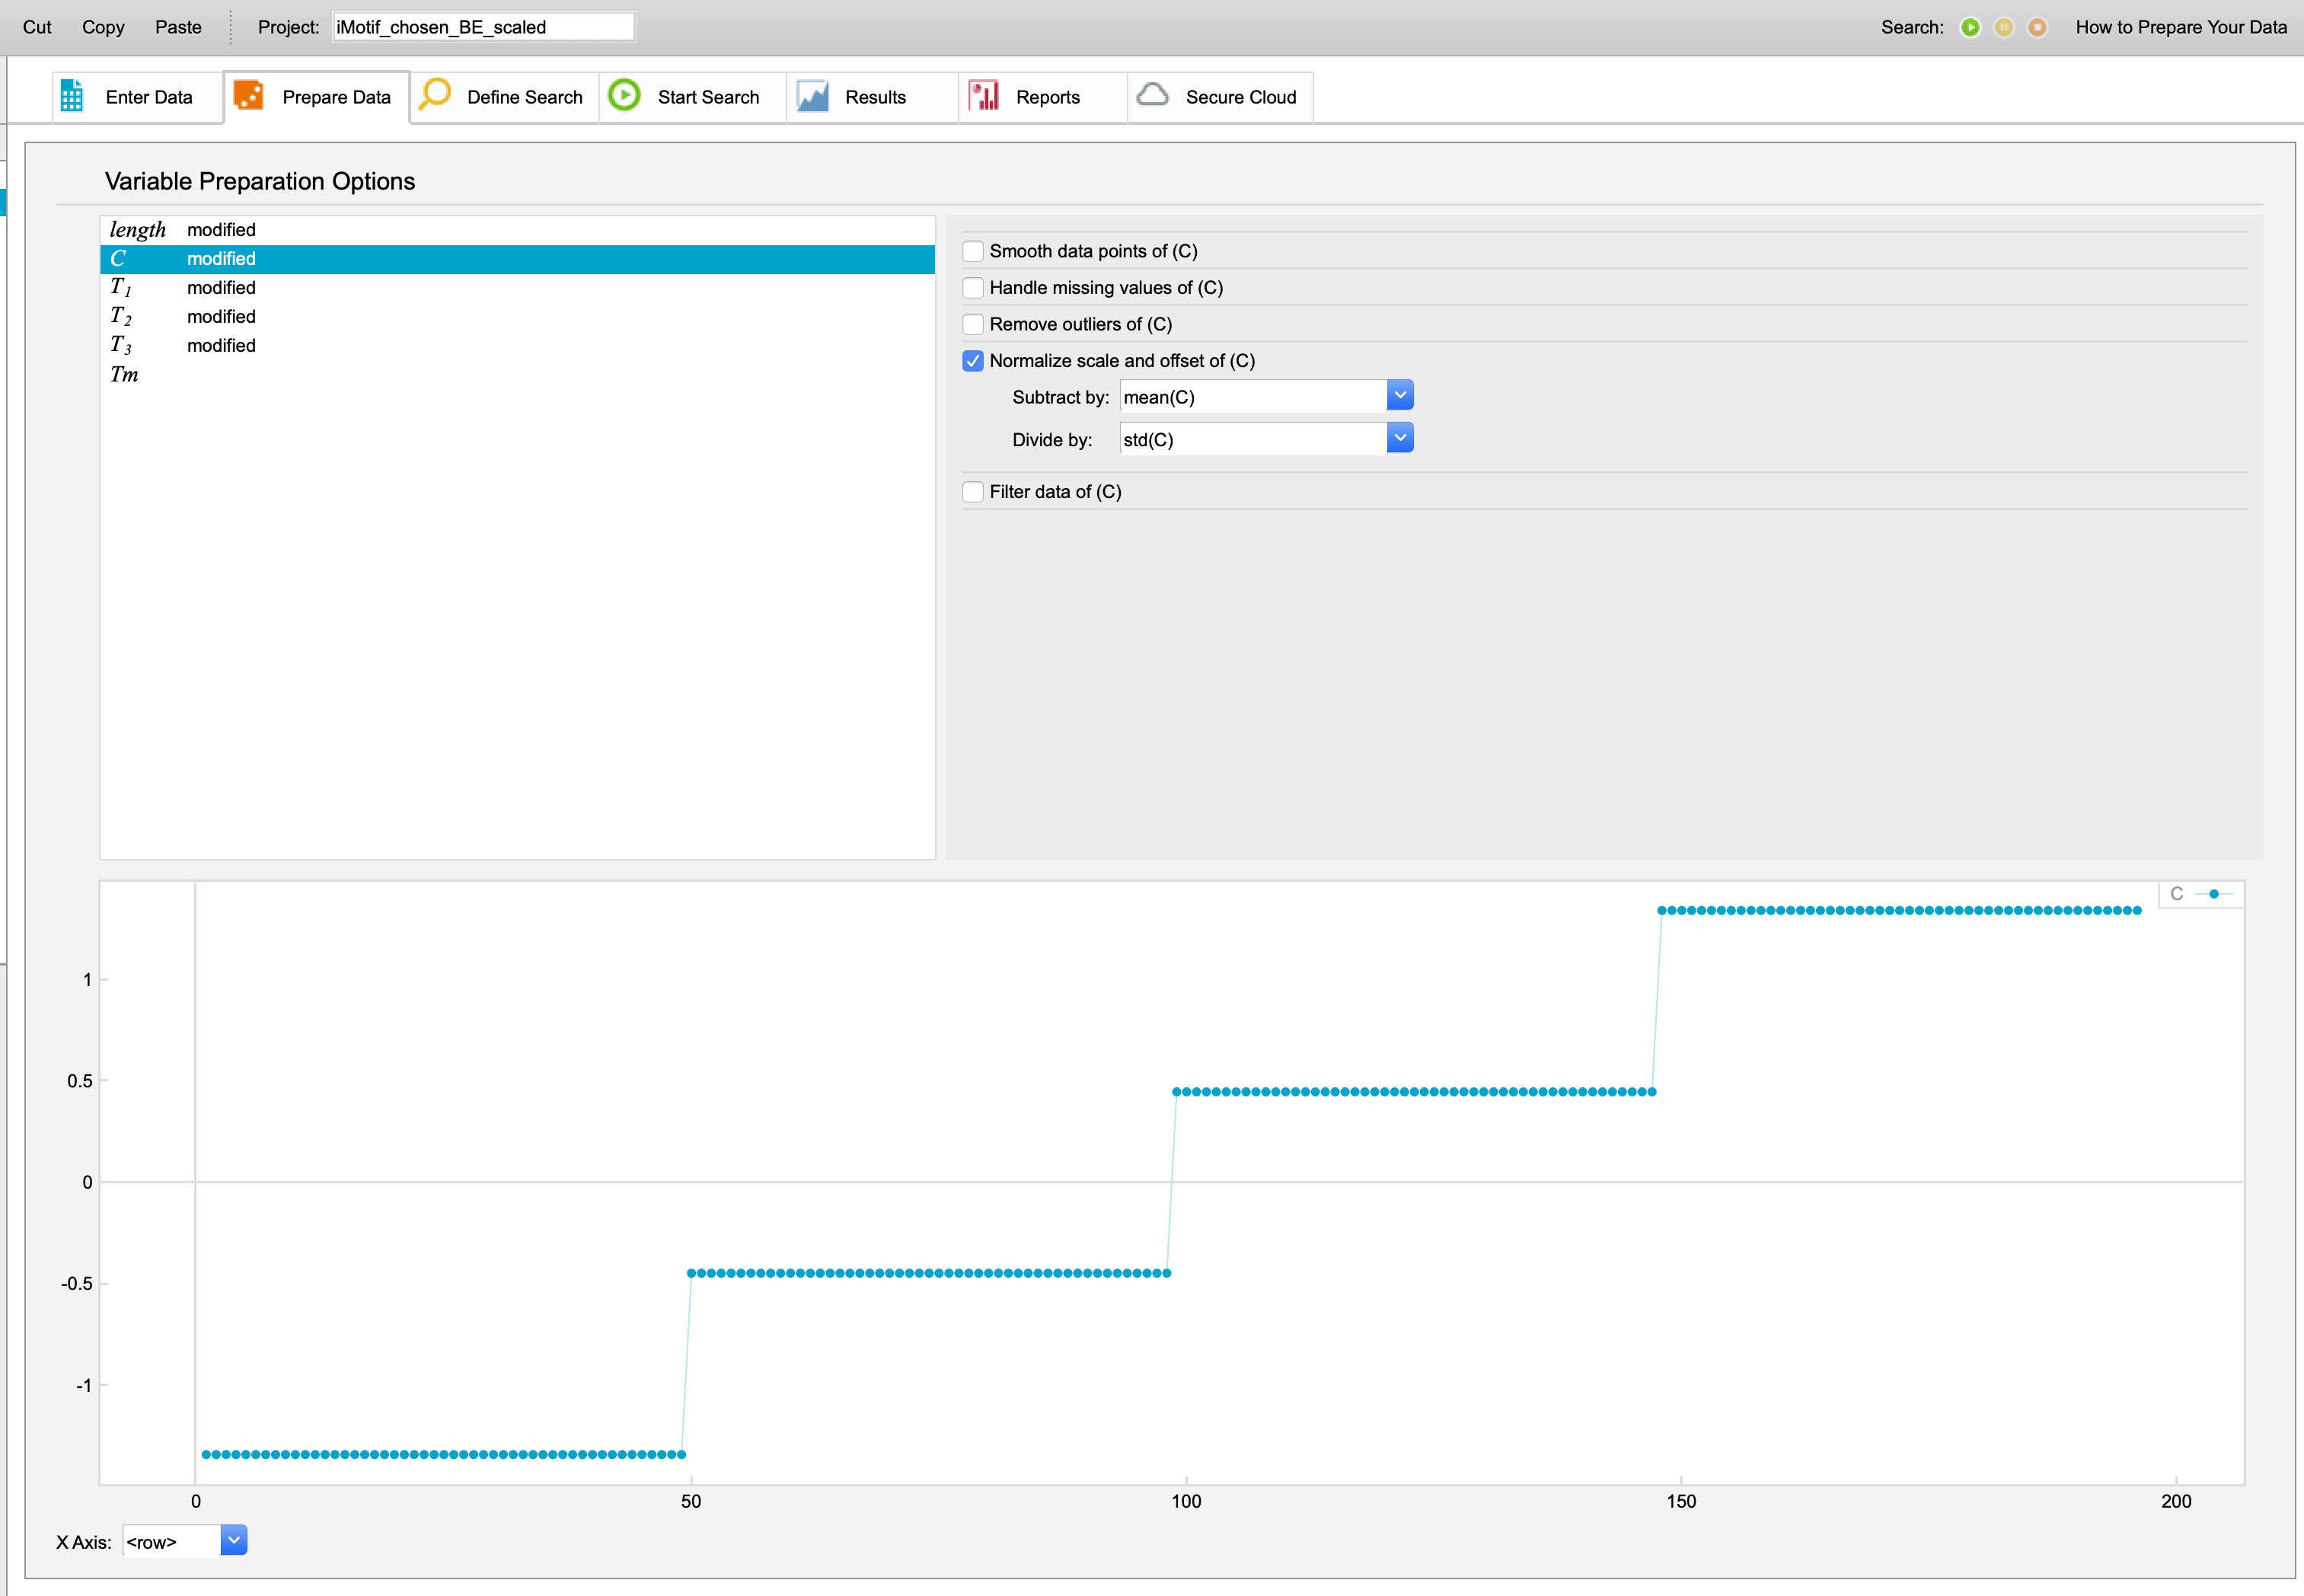 Cut Copy Paste Project: iMotif_chosen_BE_scaled Search: How to Prepare Your Data
Enter Data Prepare Data Define Search Start Search Results Reports Secure Cloud
Variable Preparation Options
length modified
C modified
T1 modified
T2 modified
T3 modified
Tm
Smooth data points of (C)
Handle missing values of (C)
Remove outliers of (C)
Normalize scale and offset of (C)
Subtract by: mean(C)
Divide by: std(C)
Filter data of (C)
C
1
0.5
0
-0.5
-1
0 50 100 150 200
X Axis: <row>